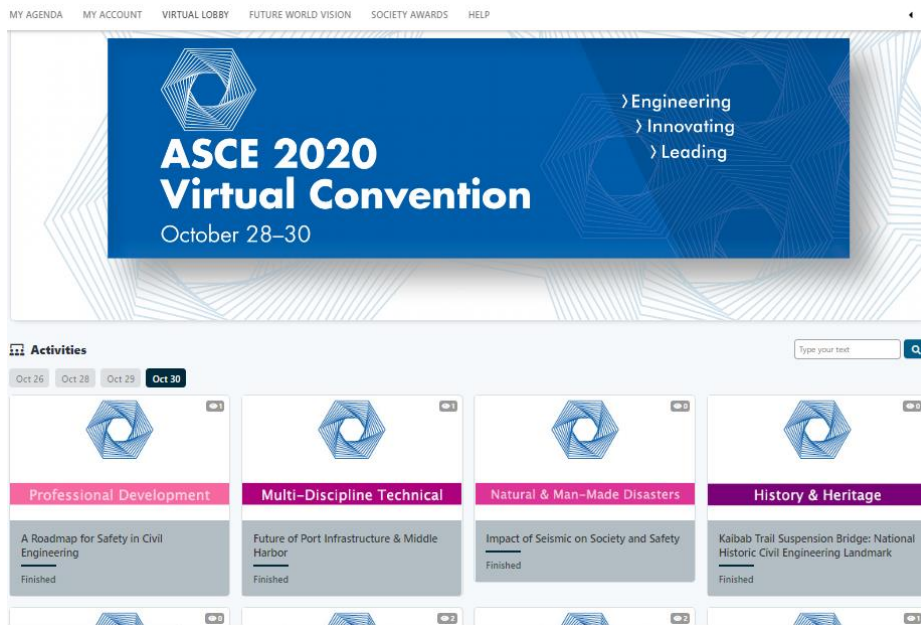 MY AGENDA MY ACCOUNT VIRTUAL LOBBY FUTURE WORLD VISION SOCIETY AWARDS HELP
ASCE 2020
Virtual Convention
October 28–30
Engineering
Innovating
Leading
Activities
Type your text
Oct 26 Oct 28 Oct 29 Oct 30
1
Professional Development
A Roadmap for Safety in Civil
Engineering
Finished
1
Multi-Discipline Technical
Future of Port Infrastructure & Middle
Harbor
Finished
0
Natural & Man-Made Disasters
Impact of Seismic on Society and Safety
Finished
0
History & Heritage
Kaibab Trail Suspension Bridge: National
Historic Civil Engineering Landmark
Finished
0
2
2
1